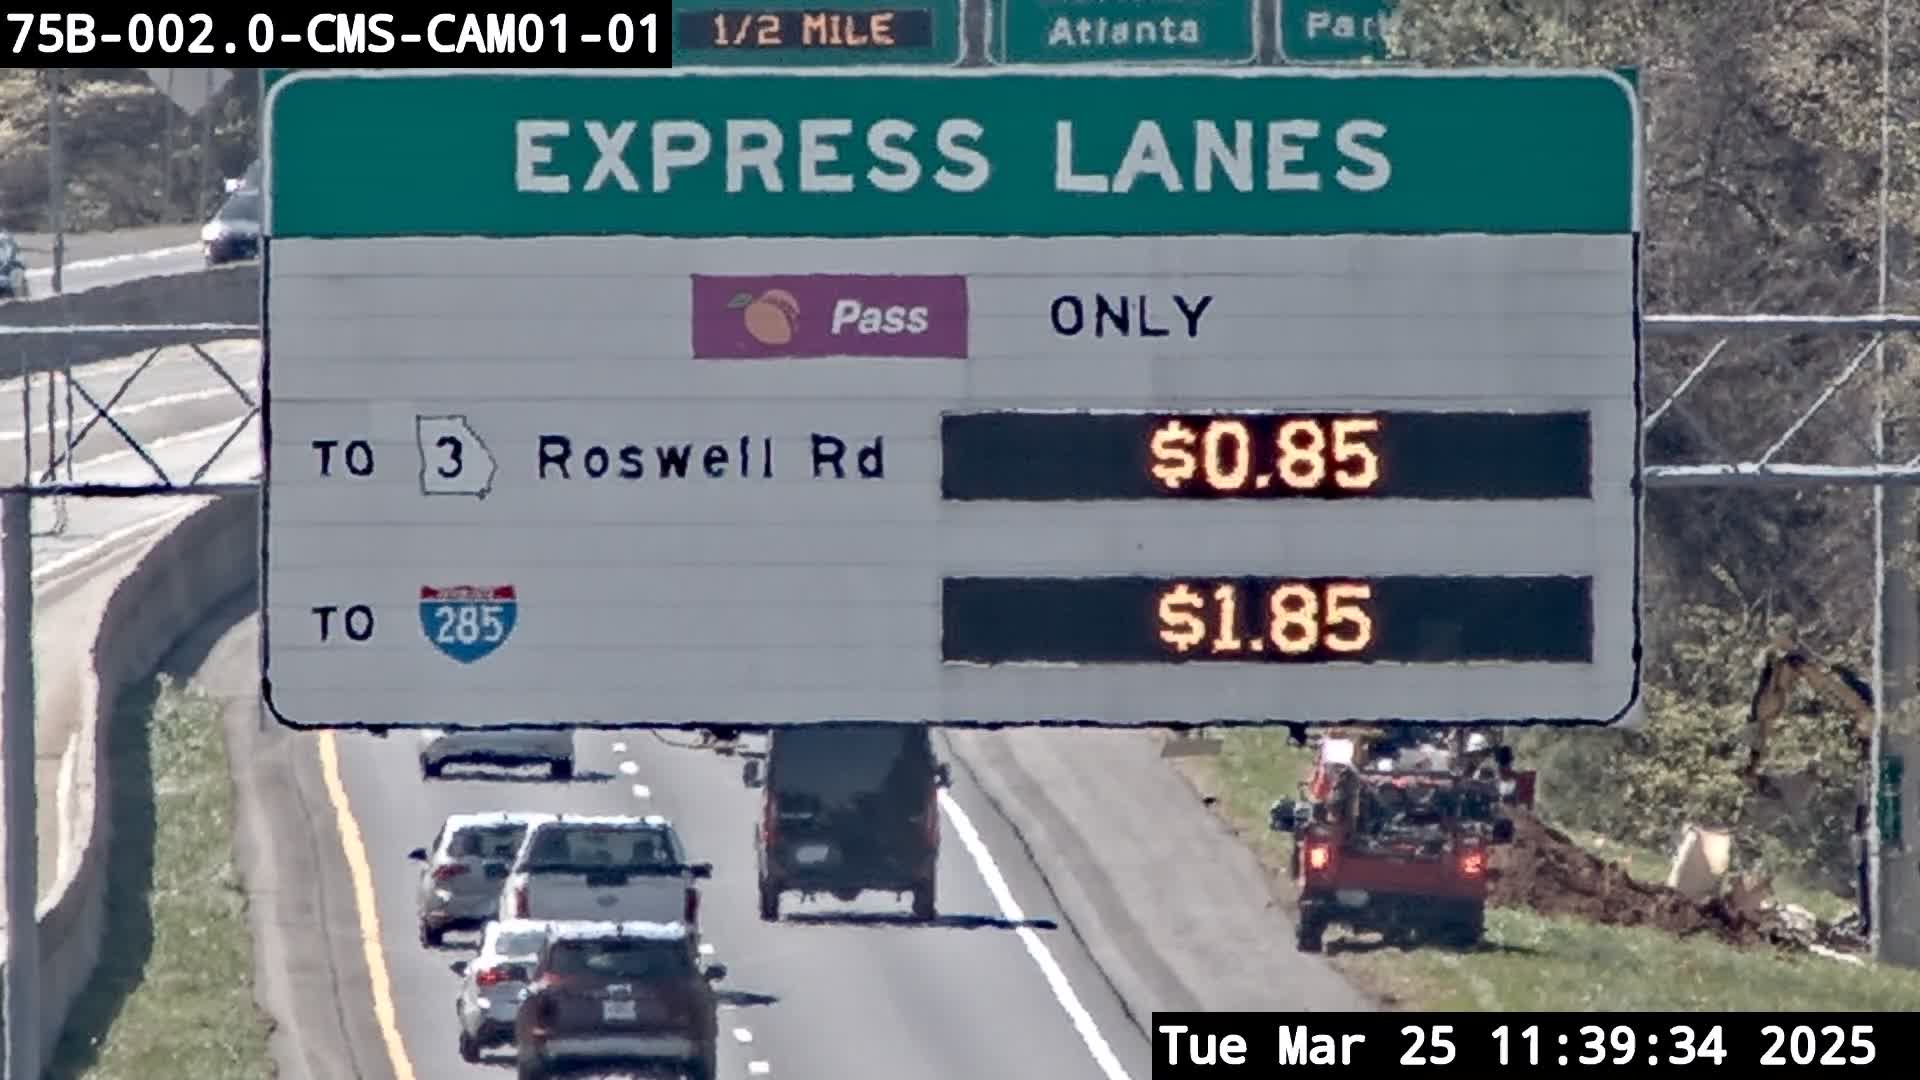 75B-002.0-CMS-CAM01-01
1/2 MILE
Atlanta
EXPRESS LANES
Pass ONLY
TO 3 Roswell Rd $0.85
TO 285 $1.85
Tue Mar 25 11:39:34 2025